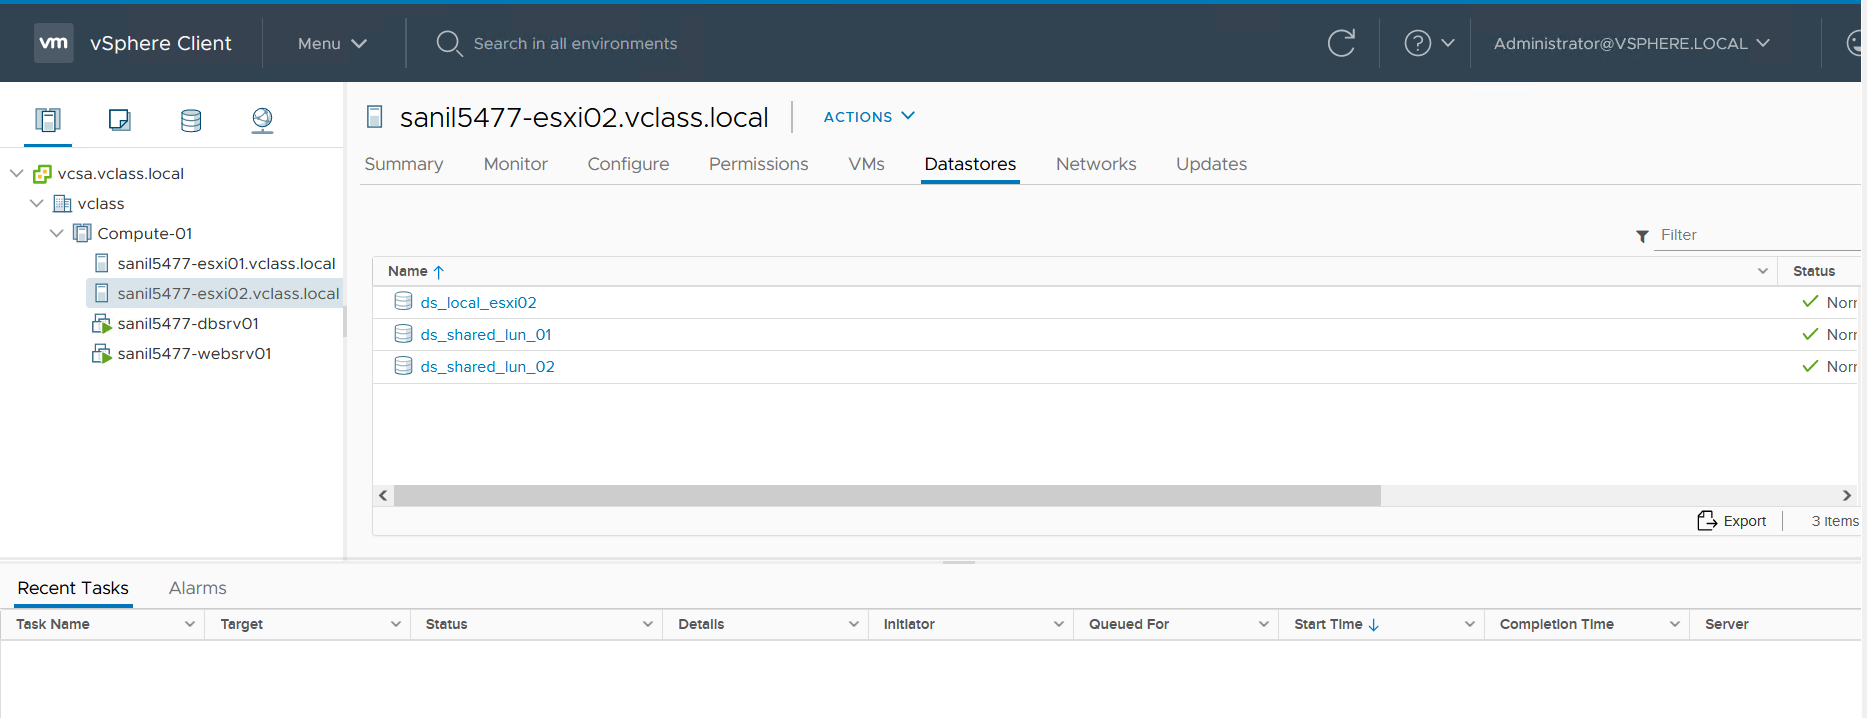 vm vSphere Client Menu Search in all environments Administrator@VSPHERE.LOCAL
vcsa.vclass.local
vclass
Compute-01
sanil5477-esxi01.vclass.local
sanil5477-esxi02.vclass.local
sanil5477-dbsrv01
sanil5477-websrv01
sanil5477-esxi02.vclass.local ACTIONS
Summary Monitor Configure Permissions VMs Datastores Networks Updates
Filter
Name Status
ds_local_esxi02 Norr
ds_shared_lun_01 Norr
ds_shared_lun_02 Norr
Export 3 items
Recent Tasks Alarms
Task Name Target Status Details Initiator Queued For Start Time Completion Time Server